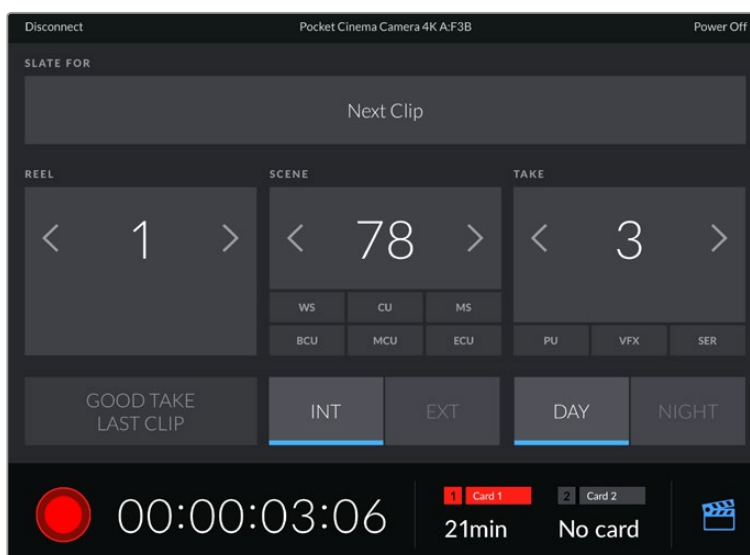 Disconnect Pocket Cinema Camera 4K A:F3B Power Off
SLATE FOR
Next Clip
REEL SCENE TAKE
1 78 3
WS CU MS
BCU MCU ECU PU VFX SER
GOOD TAKE
LAST CLIP
INT EXT DAY NIGHT
00:00:03:06
1 Card 1 2 Card 2
21min No card